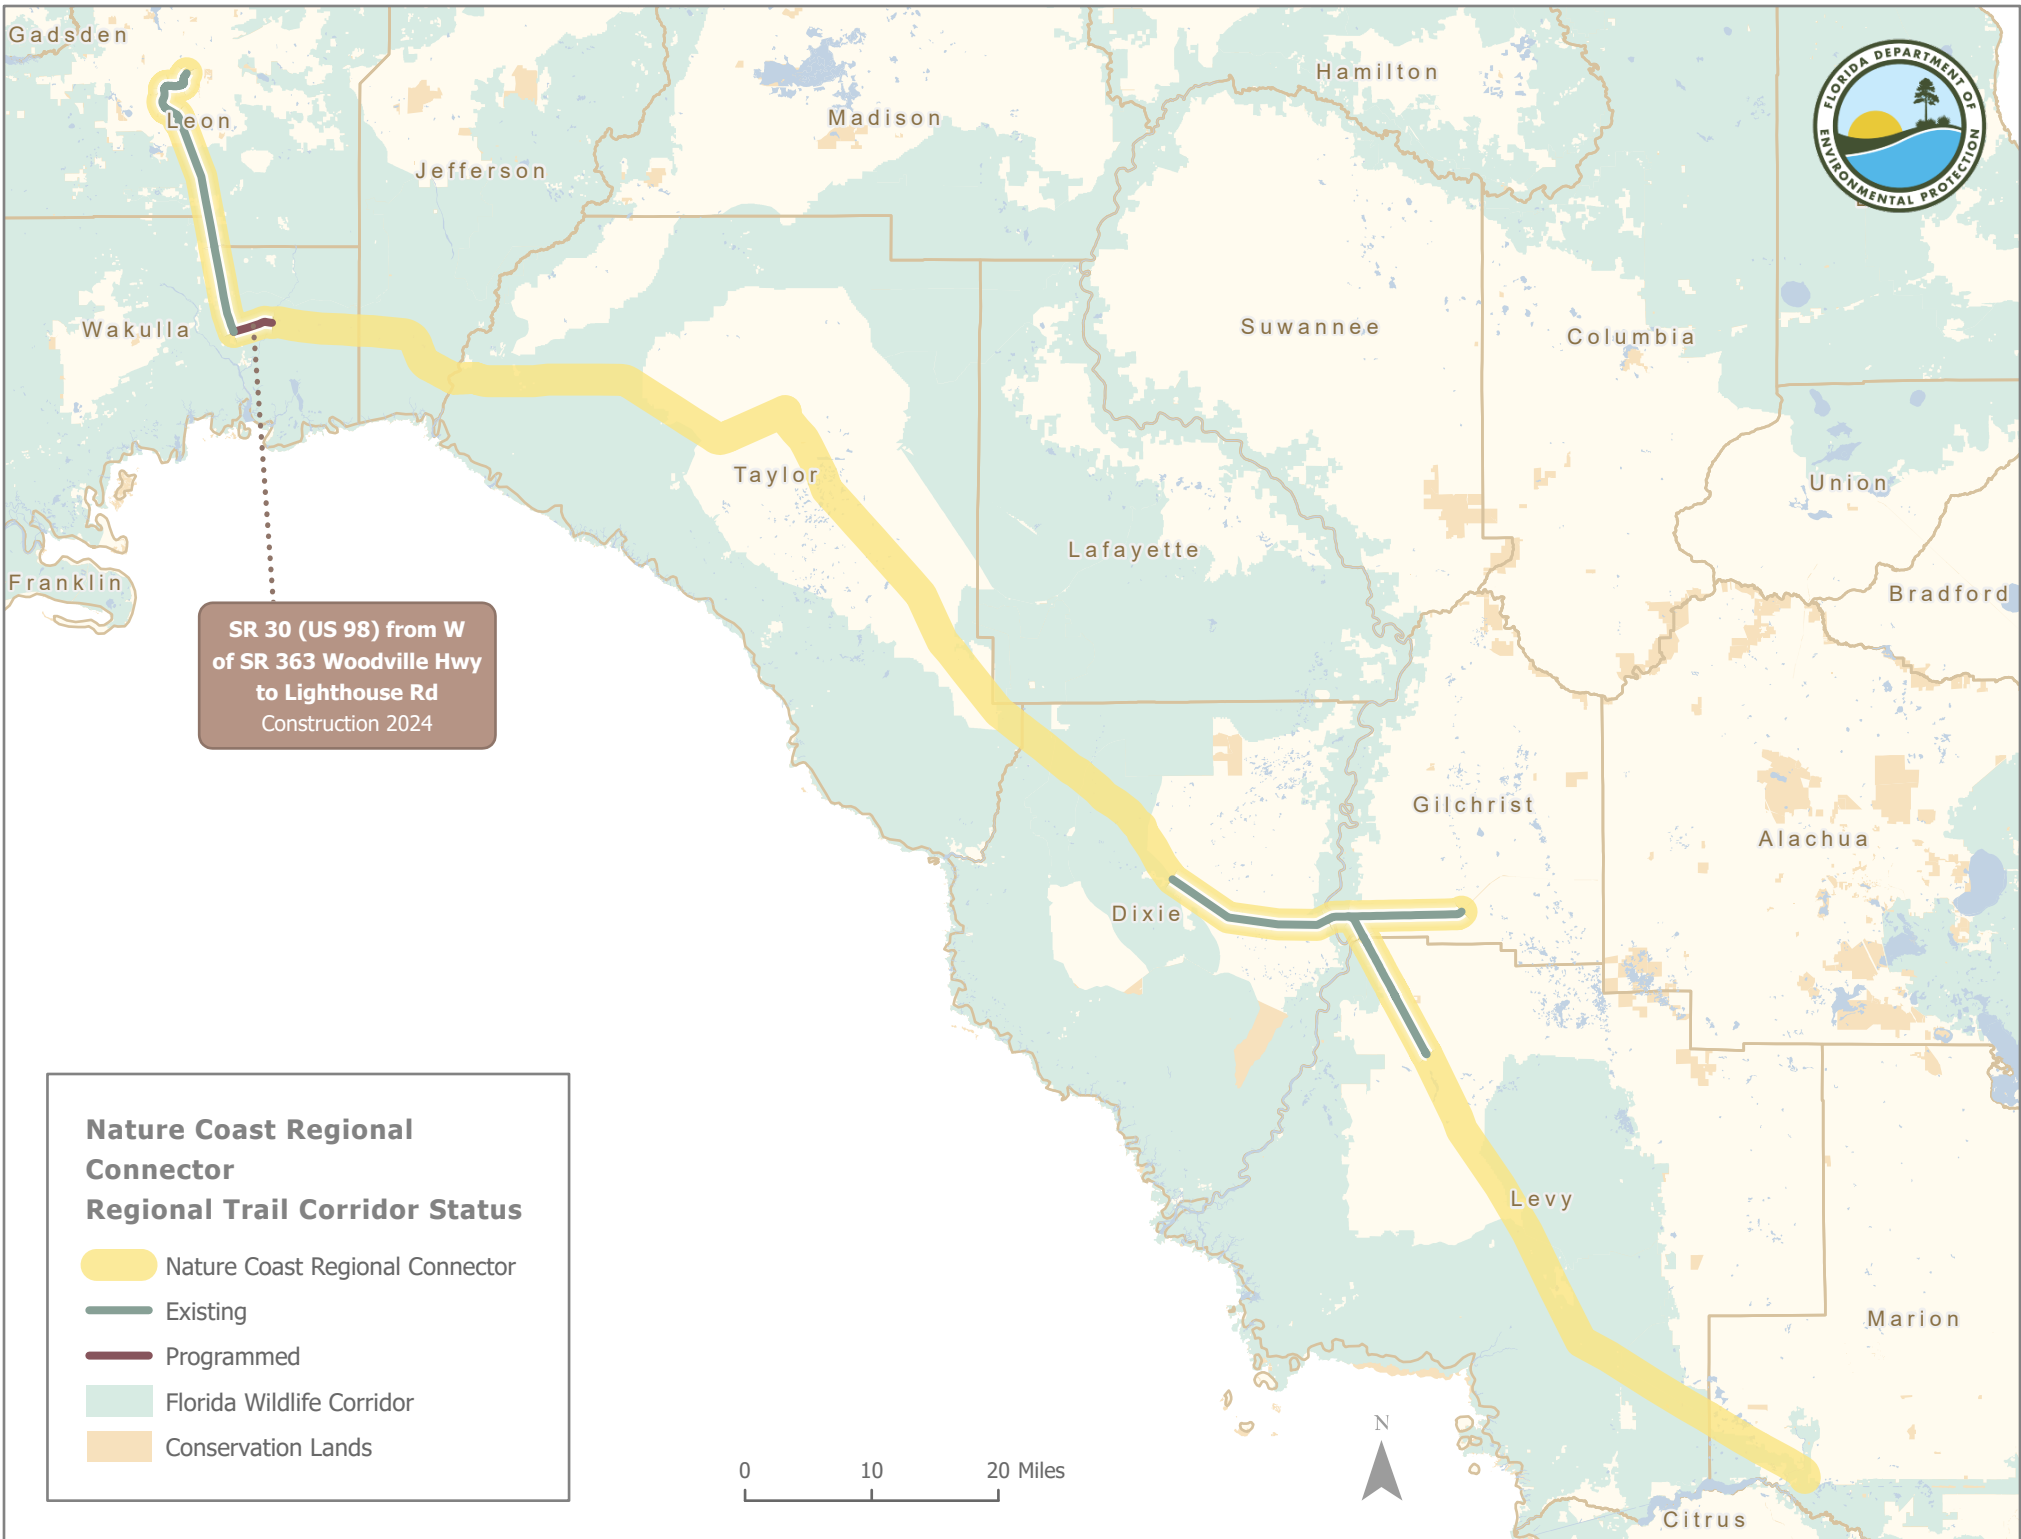 Gadsden
Leon
Jefferson
Madison
Hamilton
FLORIDA DEPARTMENT OF
ENVIRONMENTAL PROTECTION
Wakulla
Suwannee
Columbia
Taylor
Union
Lafayette
Franklin
Bradford
SR 30 (US 98) from W
of SR 363 Woodville Hwy
to Lighthouse Rd
Construction 2024
Gilchrist
Alachua
Dixie
Levy
Marion
Citrus
Nature Coast Regional
Connector
Regional Trail Corridor Status
Nature Coast Regional Connector
Existing
Programmed
Florida Wildlife Corridor
Conservation Lands
0 10 20 Miles
N